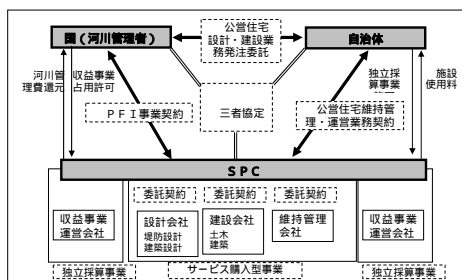 国（河川管理者）
公営住宅
設計・建設業
務発注委託
自治体
河川管
理費還元
収益事業
占用許可
ＰＦＩ事業契約
三者協定
公営住宅維持管
理・運営業務契約
独立採
算事業
施設
使用料
ＳＰＣ
委託契約
委託契約
委託契約
収益事業
運営会社
設計会社
堤防設計
建築設計
建設会社
土木
建築
維持管理
会社
収益事業
運営会社
独立採算事業
サービス購入型事業
独立採算事業